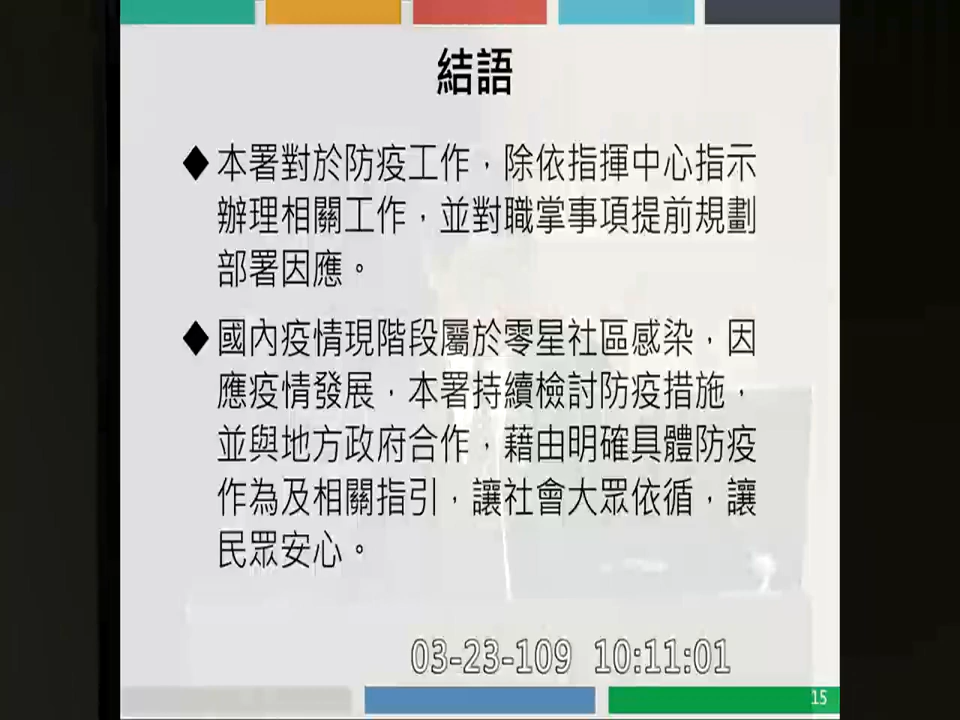 結語
◆本署對於防疫工作，除依指揮中心指示
辦理相關工作，並對職掌事項提前規劃
部署因應。
◆國內疫情現階段屬於零星社區感染，因
應疫情發展，本署持續檢討防疫措施，
並與地方政府合作，藉由明確具體防疫
作為及相關指引，讓社會大眾依循，讓
民眾安心。
03-23-109 10:11:01
15